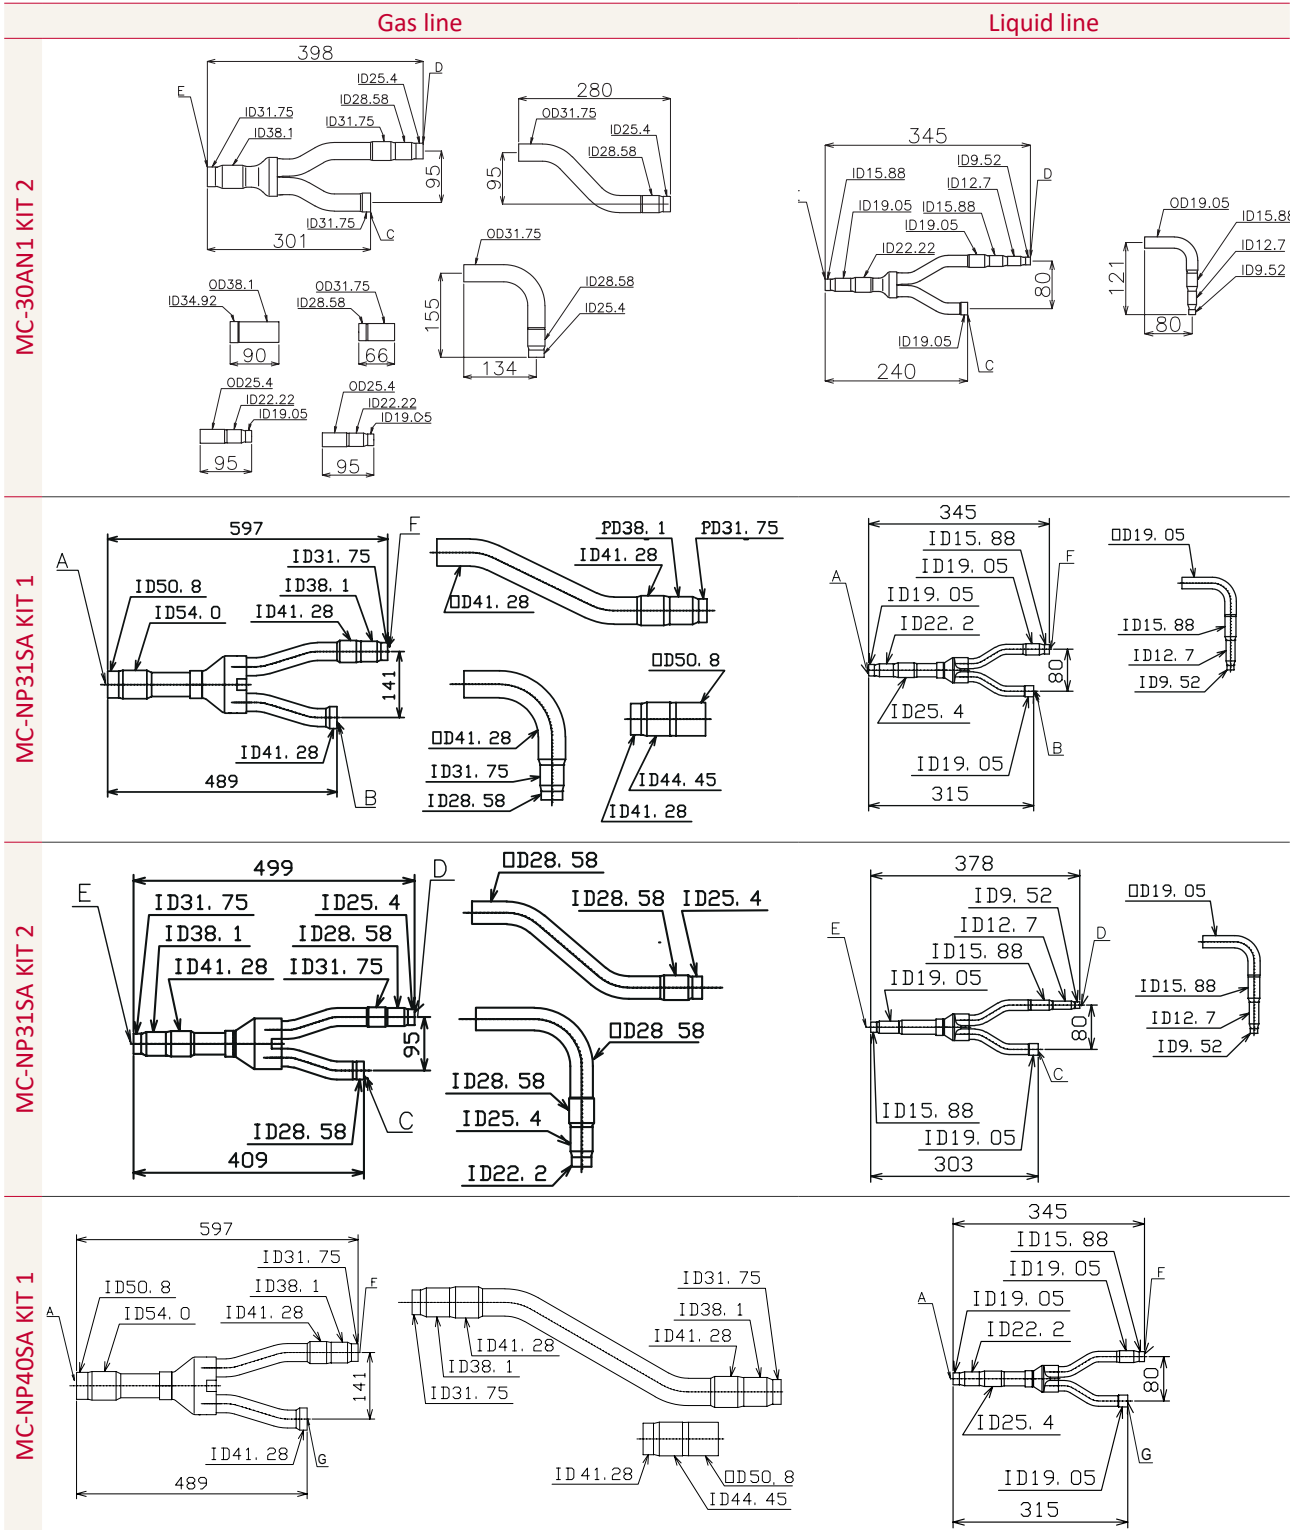 Gas line
Liquid line
MC-30AN1 KIT 2
398
E
ID31.75
ID38.1
ID25.4
D
ID28.58
ID31.75
95
ID31.75
C
301
280
OD31.75
ID25.4
ID28.58
95
OD31.75
155
ID28.58
ID25.4
134
OD38.1
ID34.92
90
OD31.75
ID28.58
66
OD25.4
ID22.22
ID19.05
95
OD25.4
ID22.22
ID19.05
95
345
ID9.52
D
ID15.88
ID12.7
ID19.05
ID15.88
ID19.05
ID22.22
80
ID19.05
C
240
OD19.05
ID15.88
ID12.7
ID9.52
121
80
MC-NP31SA KIT 1
597
F
A
ID31.75
ID50.8
ID38.1
ID54.0
ID41.28
141
ID41.28
489
B
PD38.1
PD31.75
ID41.28
OD41.28
OD41.28
ID31.75
ID28.58
OD50.8
ID44.45
ID41.28
345
ID15.88
F
ID19.05
A
ID19.05
ID22.2
80
ID25.4
B
ID19.05
315
OD19.05
ID15.88
ID12.7
ID9.52
MC-NP31SA KIT 2
499
D
E
ID31.75
ID25.4
ID38.1
ID28.58
ID41.28
ID31.75
95
C
ID28.58
409
OD28.58
ID28.58
ID25.4
OD28 58
ID28.58
ID25.4
ID22.2
378
ID9.52
E
ID12.7
D
ID15.88
ID19.05
80
C
ID15.88
ID19.05
303
OD19.05
ID15.88
ID12.7
ID9.52
MC-NP40SA KIT 1
597
ID31.75
ID50.8
ID38.1
F
A
ID54.0
ID41.28
141
ID41.28
G
489
ID31.75
ID38.1
ID41.28
ID41.28
ID38.1
ID31.75
ID41.28
OD50.8
ID44.45
345
ID15.88
ID19.05
F
A
ID19.05
ID22.2
80
ID25.4
G
ID19.05
315